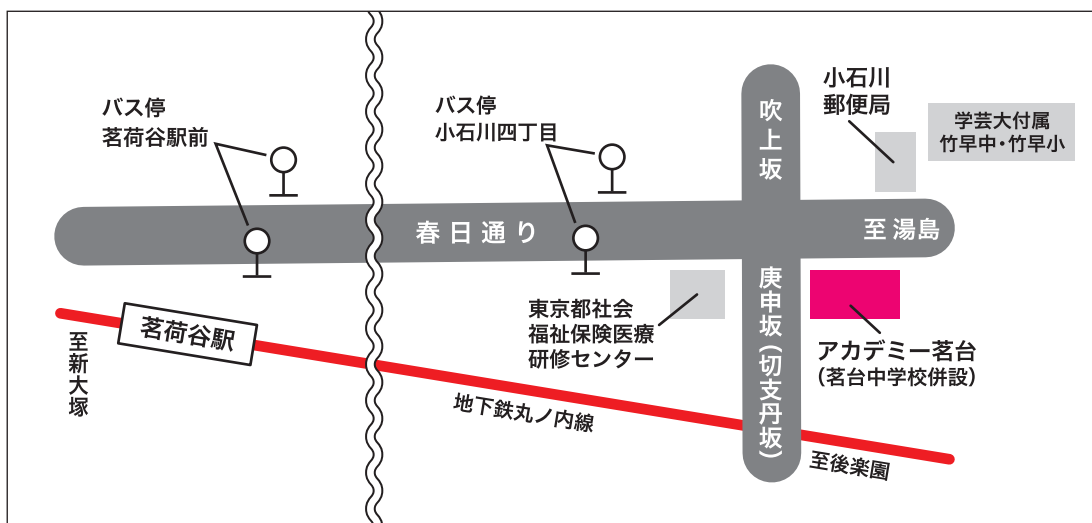 バス停
茗荷谷駅前
バス停
小石川四丁目
吹上坂
小石川
郵便局
学芸大付属
竹早中・竹早小
春日通り
至湯島
茗荷谷駅
至新大塚
東京都社会
福祉保険医療
研修センター
庚申坂(切支丹坂)
アカデミー茗台
(茗台中学校併設)
地下鉄丸ノ内線
至後楽園